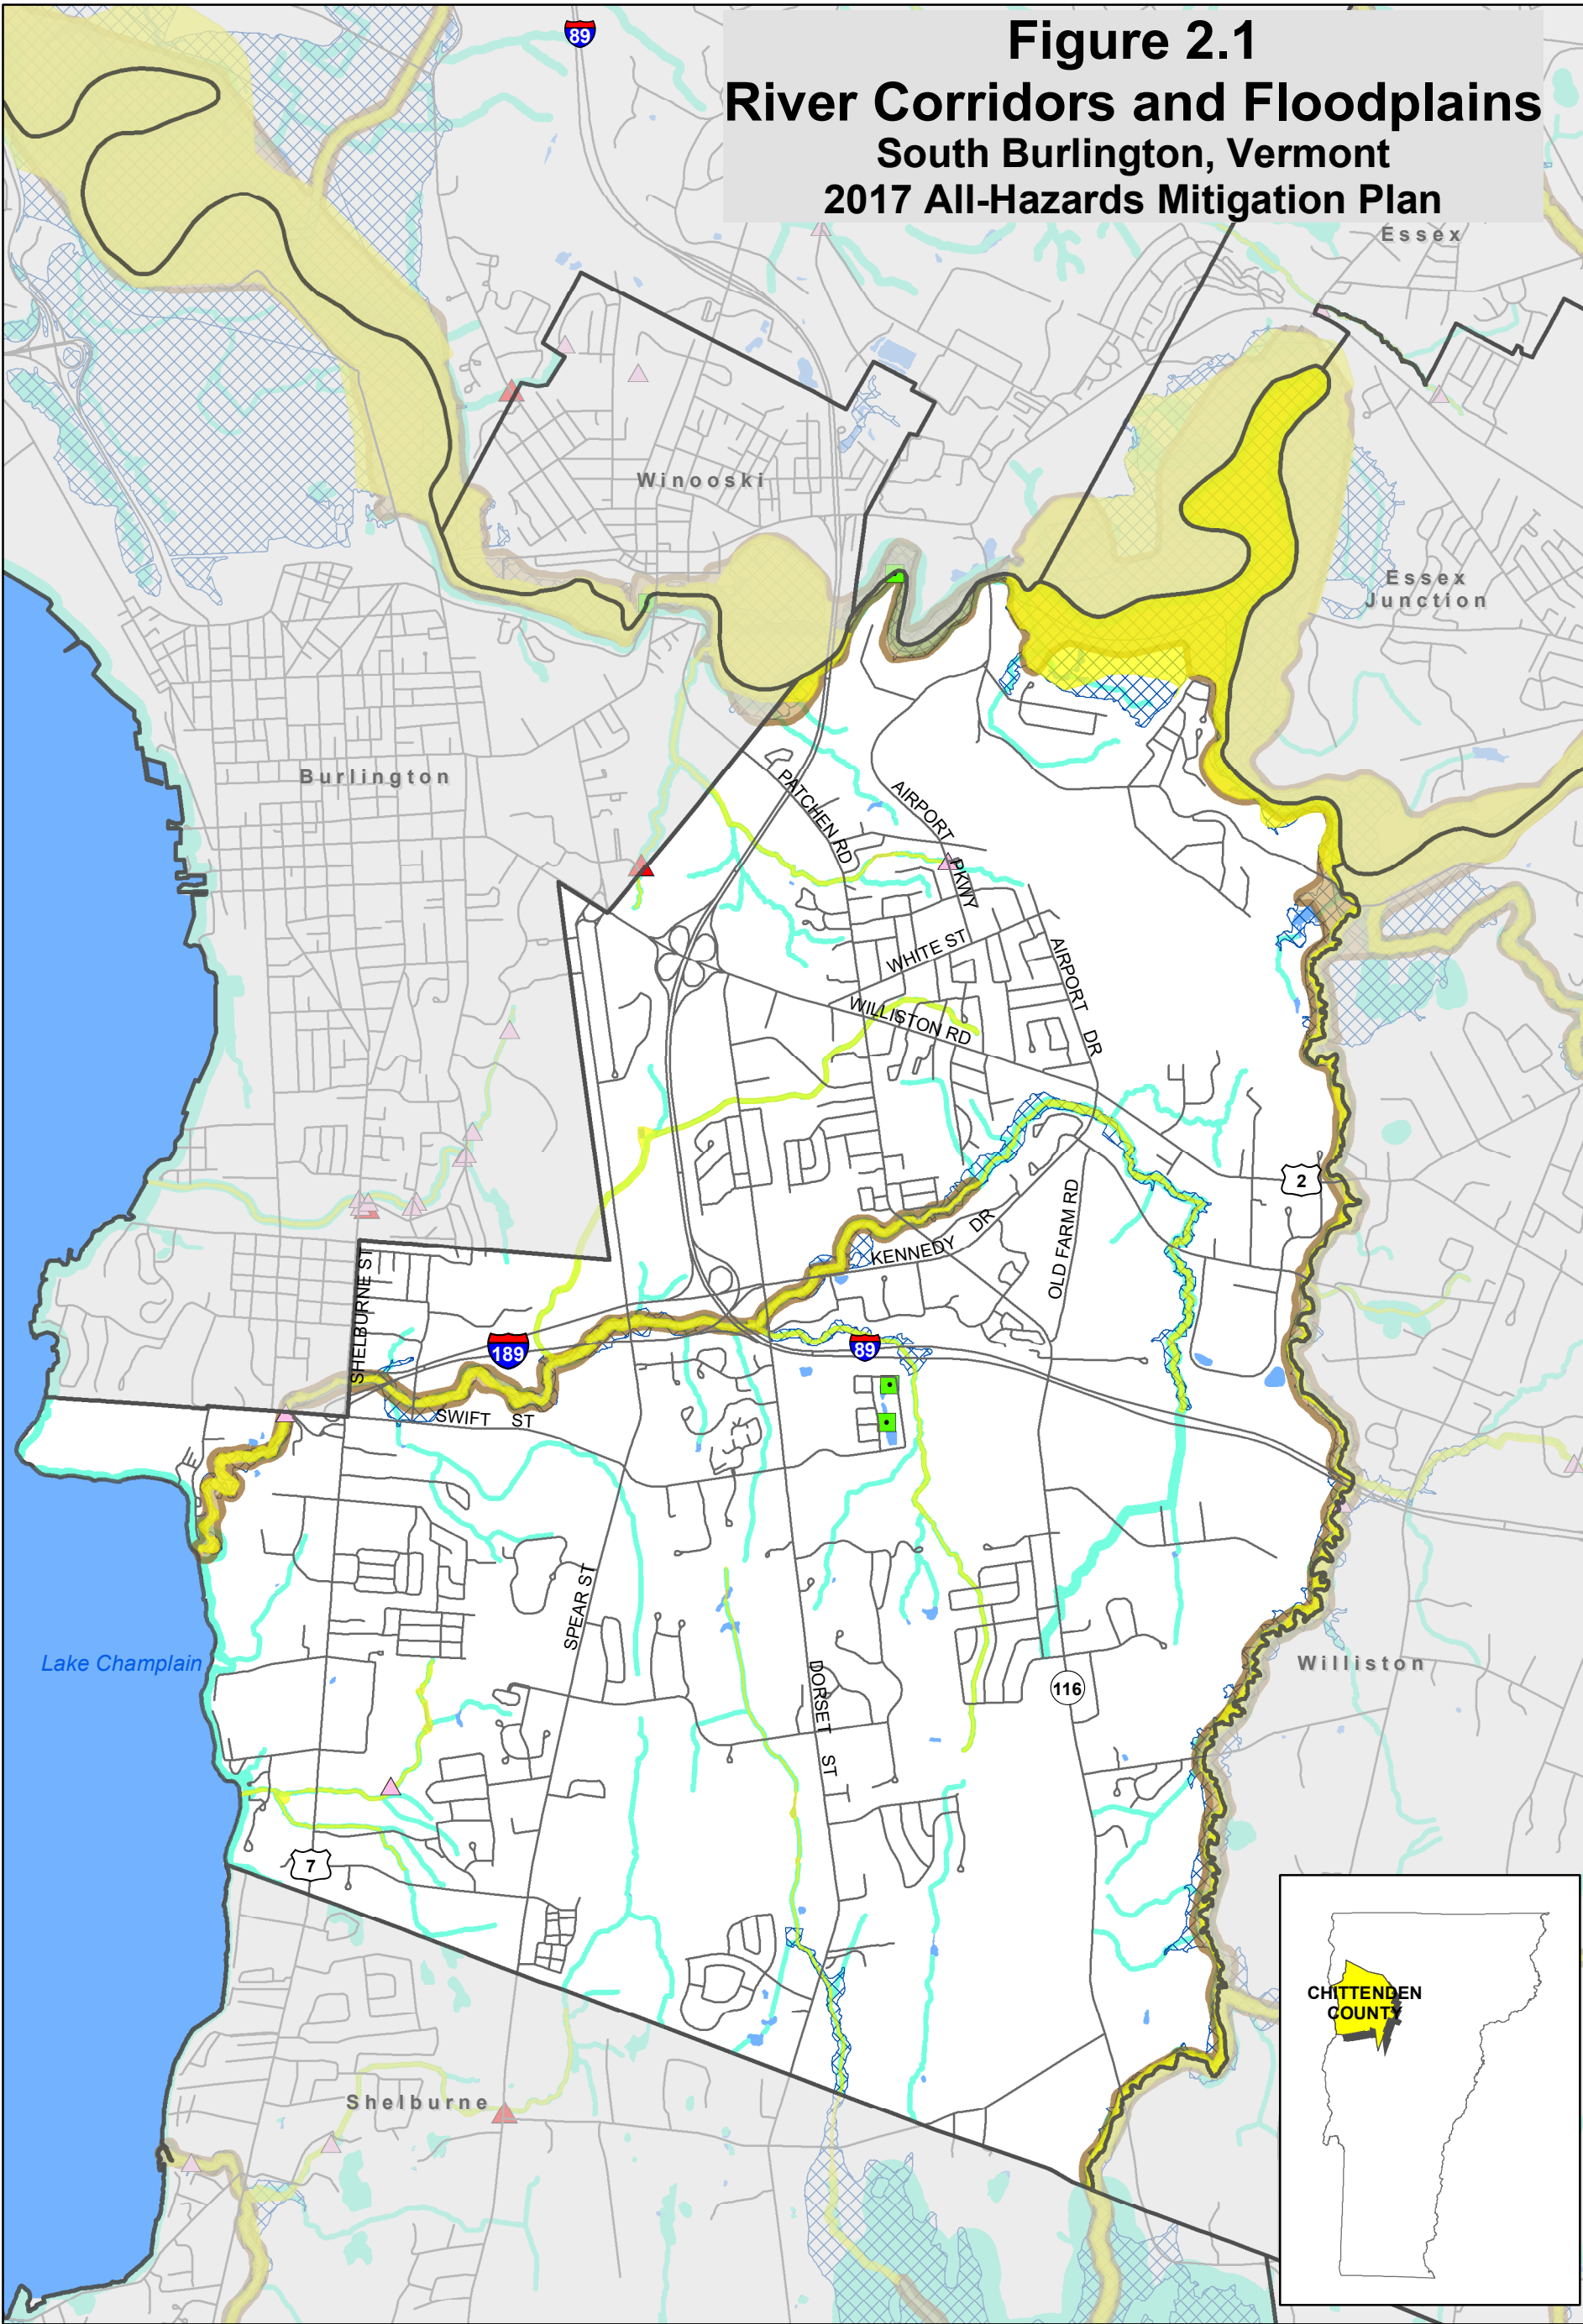 Figure 2.1
River Corridors and Floodplains
South Burlington, Vermont
2017 All-Hazards Mitigation Plan
89
Essex
Winooski
Essex
Junction
Burlington
PATCHEN RD
AIRPORT PKWY
WHITE ST
AIRPORT DR
WILLISTON RD
2
OLD FARM RD
KENNEDY DR
SHELBURNE ST
189
89
SWIFT ST
SPEAR ST
Lake Champlain
DORSET ST
116
Williston
7
CHITTENDEN
COUNTY
Shelburne